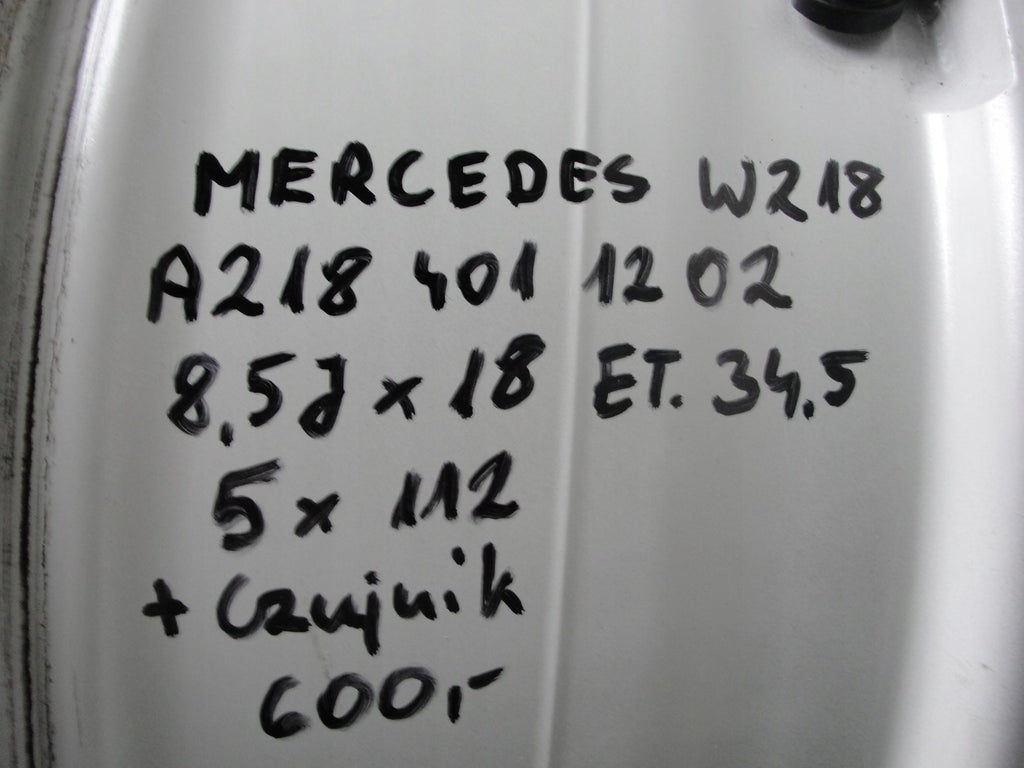 MERCEDES W218
A218 401 12 02
8,5J x 18 ET. 34,5
5 x 112
+ Czujnik
600,-